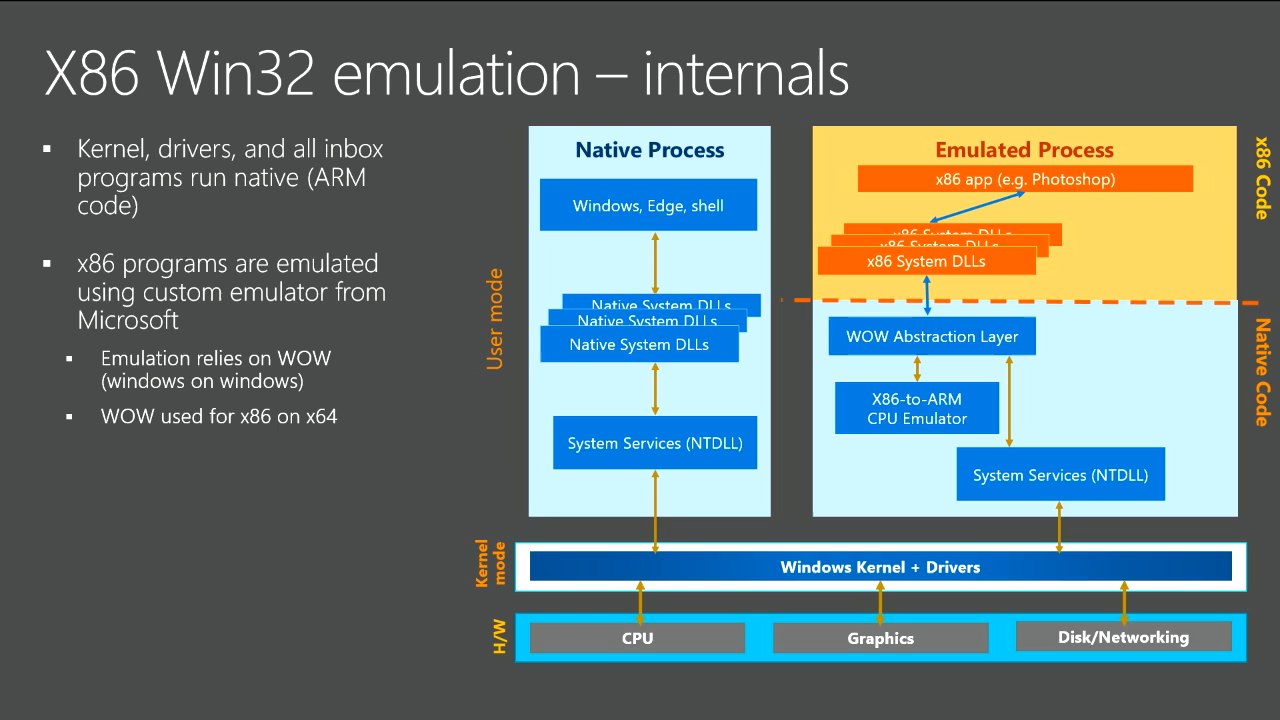 X86 Win32 emulation – internals
Kernel, drivers, and all inbox
programs run native (ARM
code)
x86 programs are emulated
using custom emulator from
Microsoft
Emulation relies on WOW
(windows on windows)
WOW used for x86 on x64
User mode
Native Process
Windows, Edge, shell
Native System DLLs
Native System DLLs
Native System DLLs
System Services (NTDLL)
Emulated Process
x86 app (e.g. Photoshop)
x86 System DLLs
x86 System DLLs
x86 System DLLs
WOW Abstraction Layer
X86-to-ARM
CPU Emulator
System Services (NTDLL)
x86 Code
Native Code
Kernel
mode
Windows Kernel + Drivers
H/W
CPU
Graphics
Disk/Networking